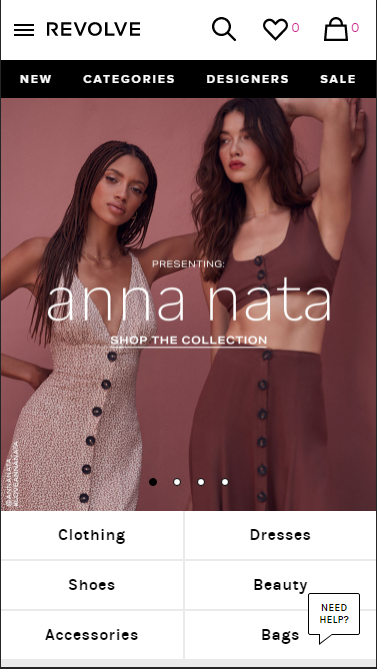 REVOLVE
0
0
NEW
CATEGORIES
DESIGNERS
SALE
PRESENTING:
anna nata
SHOP THE COLLECTION
@ANNANATA
#LOVEANNANATA
Clothing
Dresses
Shoes
Beauty
NEED
HELP?
Accessories
Bags